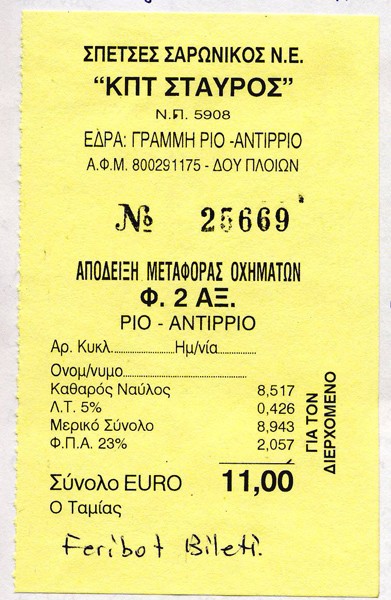 ΣΠΕΤΣΕΣ ΣΑΡΩΝΙΚΟΣ Ν.Ε.
“ΚΠΤ ΣΤΑΥΡΟΣ”
Ν.Π. 5908
ΕΔΡΑ: ΓΡΑΜΜΗ ΡΙΟ -ΑΝΤΙΡΡΙΟ
Α.Φ.Μ. 800291175 - ΔΟΥ ΠΛΟΙΩΝ
№ 25669
ΑΠΟΔΕΙΞΗ ΜΕΤΑΦΟΡΑΣ ΟΧΗΜΑΤΩΝ
Φ. 2 ΑΞ.
ΡΙΟ - ΑΝΤΙΡΡΙΟ
Αρ. Κυκλ.....................Ημ/νία.............
Ονομ/νυμο.............................................
Καθαρός Ναύλος 8,517
Λ.Τ. 5% 0,426
Μερικό Σύνολο 8,943
Φ.Π.Α. 23% 2,057
ΓΙΑ ΤΟΝ
ΔΙΕΡΧΟΜΕΝΟ
Σύνολο EURO 11,00
Ο Ταμίας
Feribot Bileti.